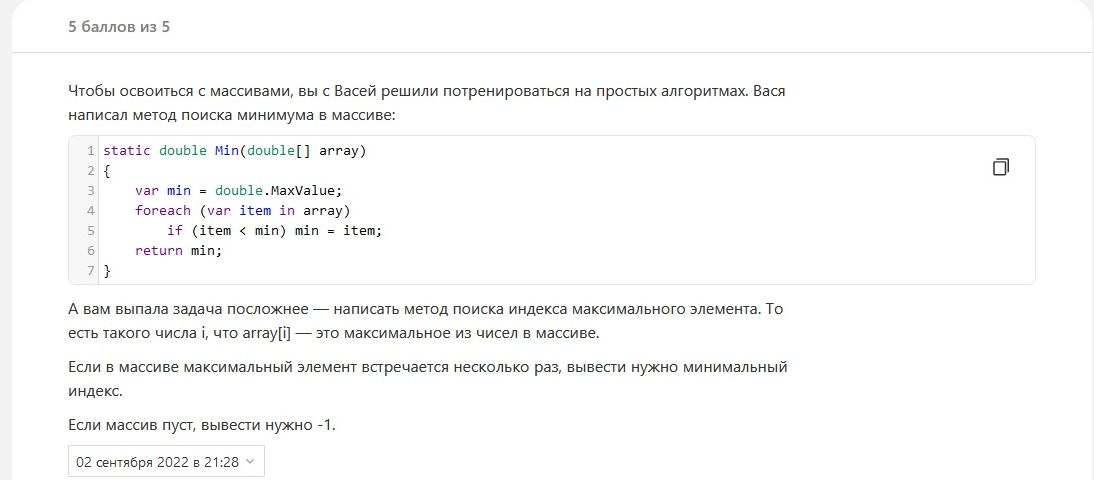 5 баллов из 5
Чтобы освоиться с массивами, вы с Васей решили потренироваться на простых алгоритмах. Вася
написал метод поиска минимума в массиве:
1 static double Min(double[] array)
2 {
3     var min = double.MaxValue;
4     foreach (var item in array)
5         if (item < min) min = item;
6     return min;
7 }
А вам выпала задача посложнее — написать метод поиска индекса максимального элемента. То
есть такого числа i, что array[i] — это максимальное из чисел в массиве.
Если в массиве максимальный элемент встречается несколько раз, вывести нужно минимальный
индекс.
Если массив пуст, вывести нужно -1.
02 сентября 2022 в 21:28